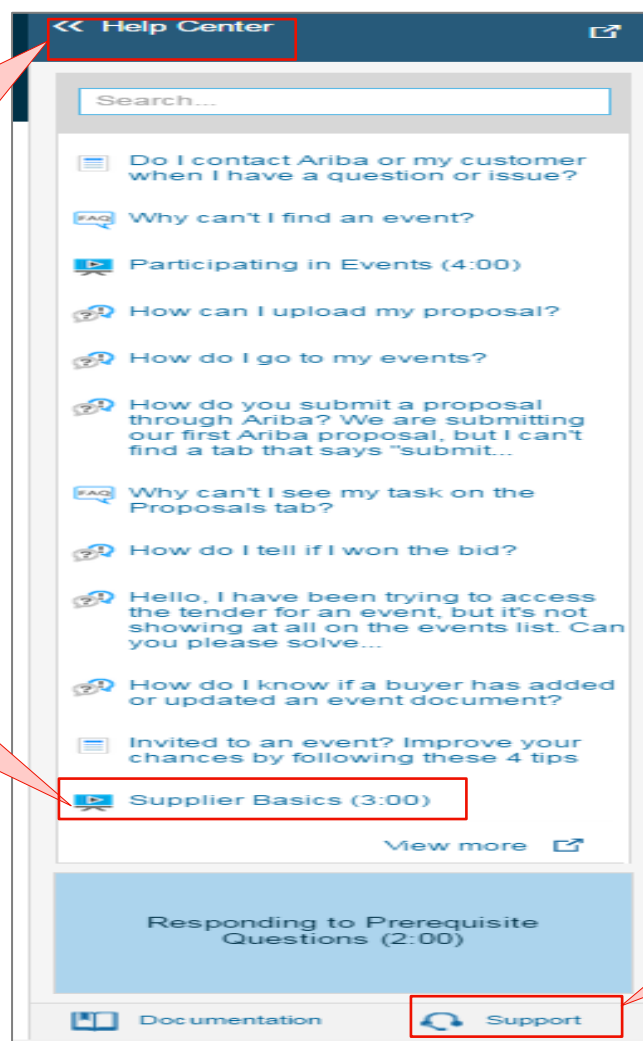 << Help Center
Search...
Do I contact Ariba or my customer
when I have a question or issue?
FAQ Why can't I find an event?
Participating in Events (4:00)
How can I upload my proposal?
How do I go to my events?
How do you submit a proposal
through Ariba? We are submitting
our first Ariba proposal, but I can't
find a tab that says "submit...
FAQ Why can't I see my task on the
Proposals tab?
How do I tell if I won the bid?
Hello, I have been trying to access
the tender for an event, but it's not
showing at all on the events list. Can
you please solve...
How do I know if a buyer has added
or updated an event document?
Invited to an event? Improve your
chances by following these 4 tips
Supplier Basics (3:00)
View more
Responding to Prerequisite
Questions (2:00)
Documentation Support